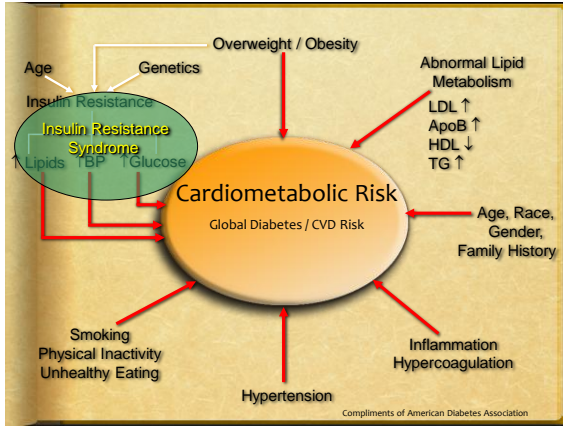 Overweight / Obesity
Age
Genetics
Insulin Resistance
Insulin Resistance
Syndrome
↑ Lipids ↑BP ↑Glucose
Abnormal Lipid
Metabolism
LDL ↑
ApoB ↑
HDL ↓
TG ↑
Cardiometabolic Risk
Global Diabetes / CVD Risk
Age, Race,
Gender,
Family History
Smoking
Physical Inactivity
Unhealthy Eating
Inflammation
Hypercoagulation
Hypertension
Compliments of American Diabetes Association